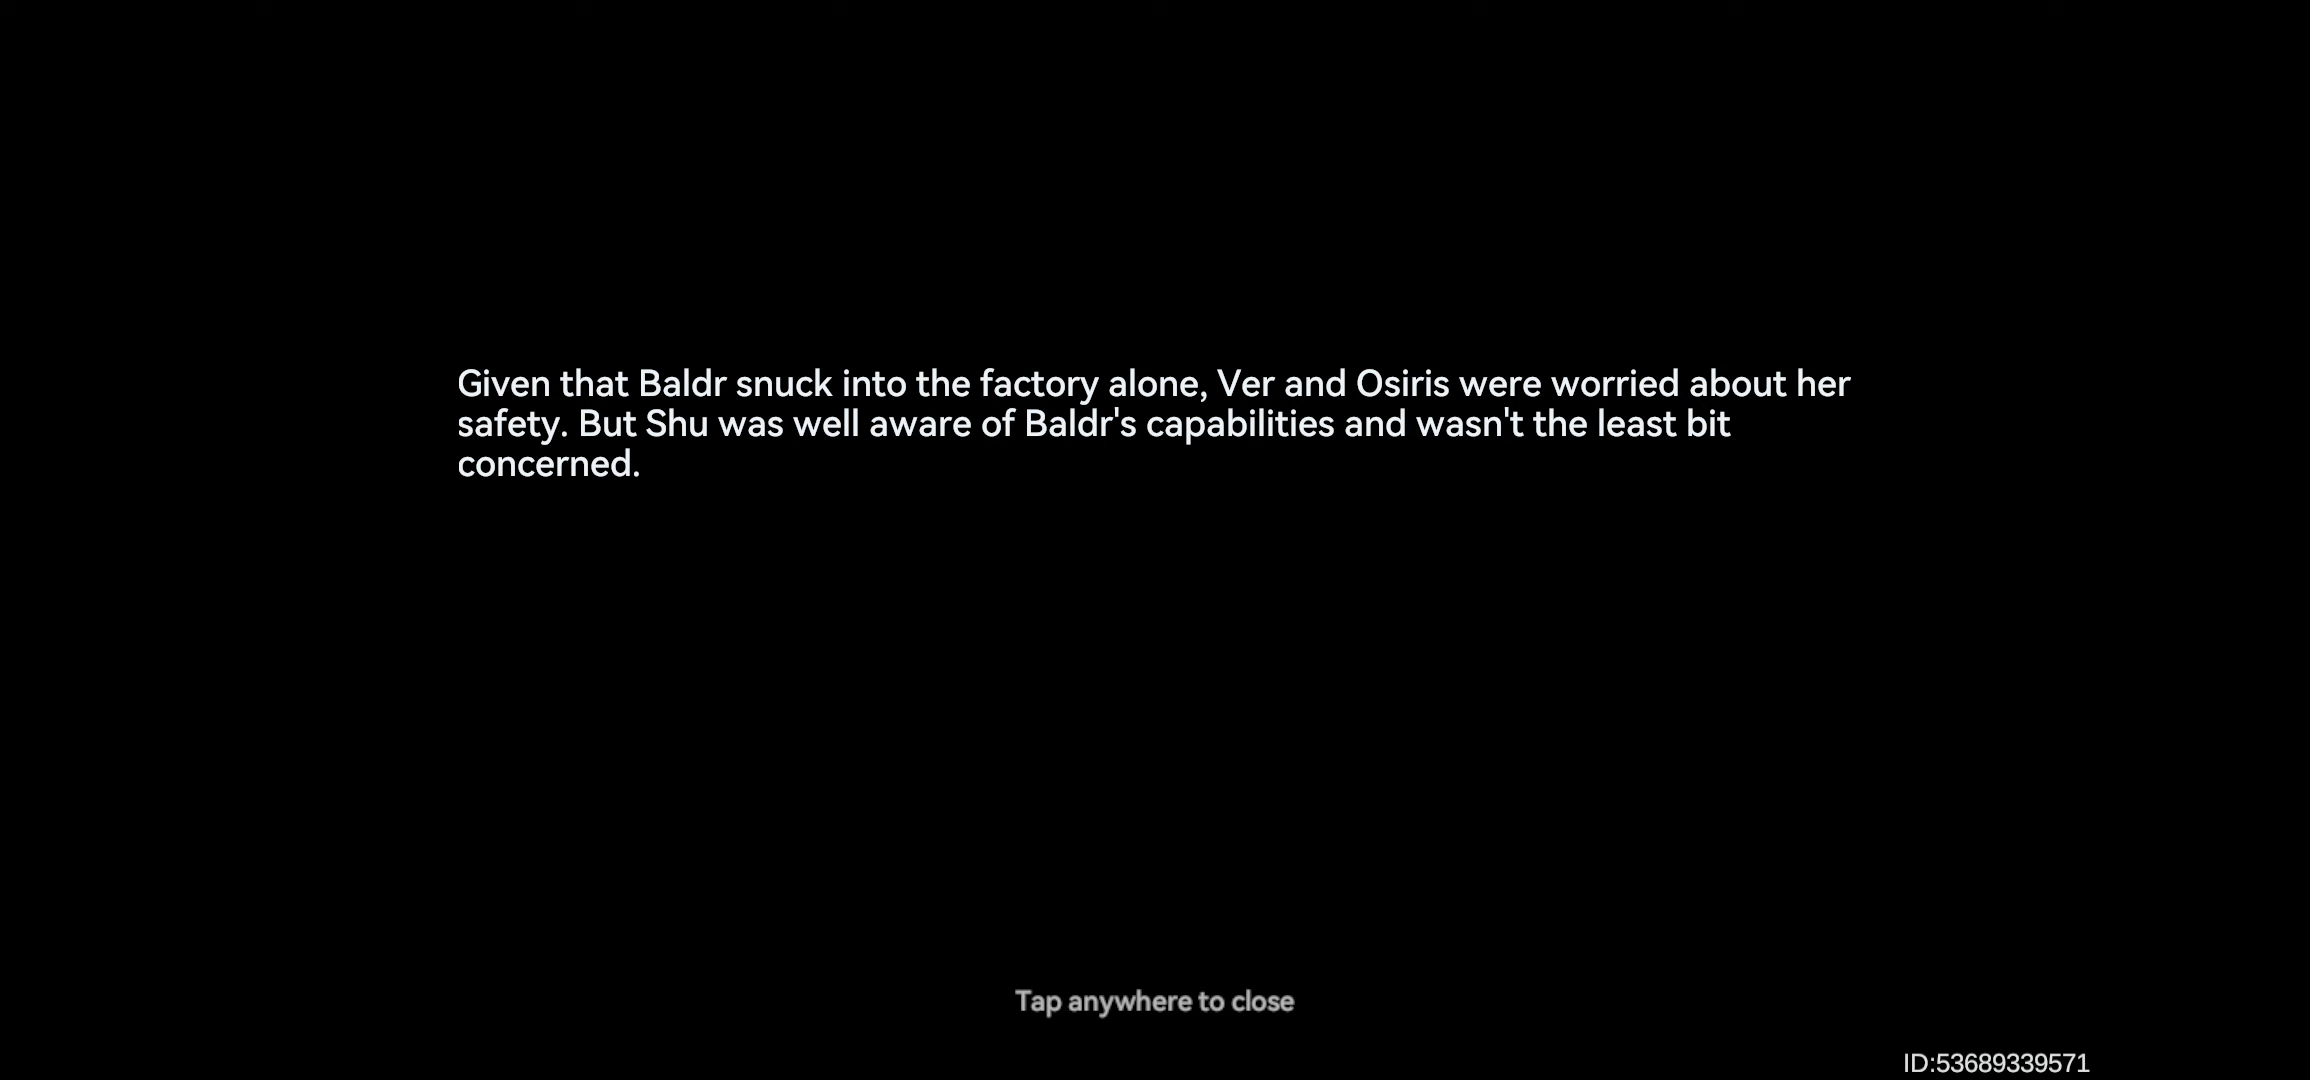 Given that Baldr snuck into the factory alone, Ver and Osiris were worried about her
safety. But Shu was well aware of Baldr's capabilities and wasn't the least bit
concerned.
Tap anywhere to close
ID:53689339571